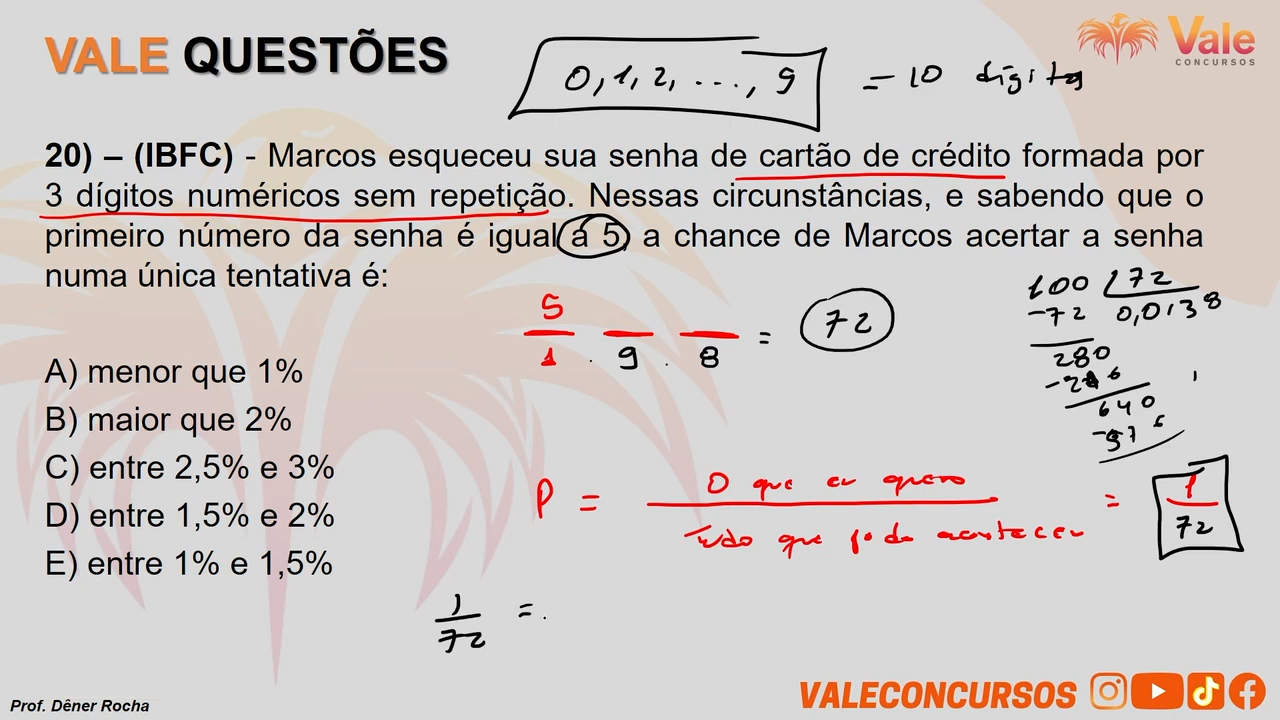 VALE QUESTÕES
Vale
CONCURSOS
0, 1, 2, ..., 9 = 10 dígitos
20) – (IBFC) - Marcos esqueceu sua senha de cartão de crédito formada por
3 dígitos numéricos sem repetição. Nessas circunstâncias, e sabendo que o
primeiro número da senha é igual a 5, a chance de Marcos acertar a senha
numa única tentativa é:
5
1 . 9 . 8 = 72
100 72
-72 0,0138
280
640
A) menor que 1%
B) maior que 2%
C) entre 2,5% e 3%
D) entre 1,5% e 2%
E) entre 1% e 1,5%
P = O que eu quero = 1
Tudo que pode acontecer 72
1 =
72
Prof. Dêner Rocha
VALECONCURSOS